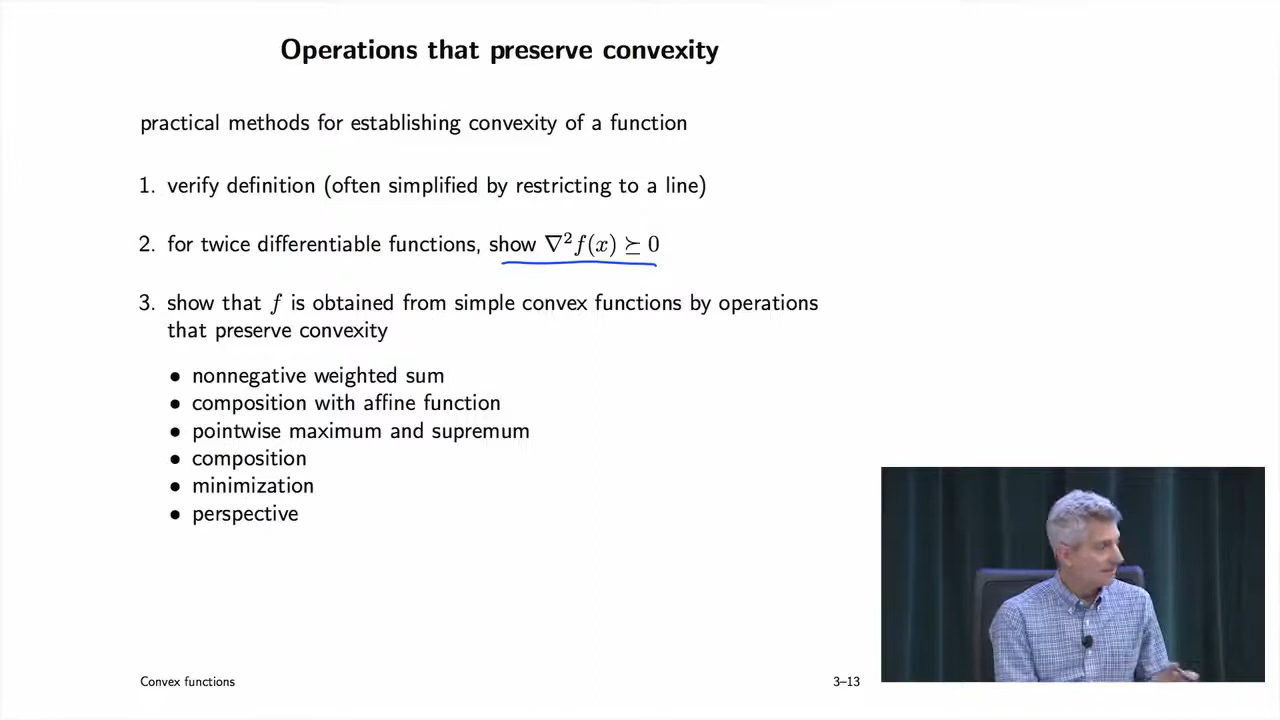 Operations that preserve convexity
practical methods for establishing convexity of a function
1. verify definition (often simplified by restricting to a line)
2. for twice differentiable functions, show ∇²f(x) ⪰ 0
3. show that f is obtained from simple convex functions by operations
that preserve convexity
• nonnegative weighted sum
• composition with affine function
• pointwise maximum and supremum
• composition
• minimization
• perspective
Convex functions 3–13